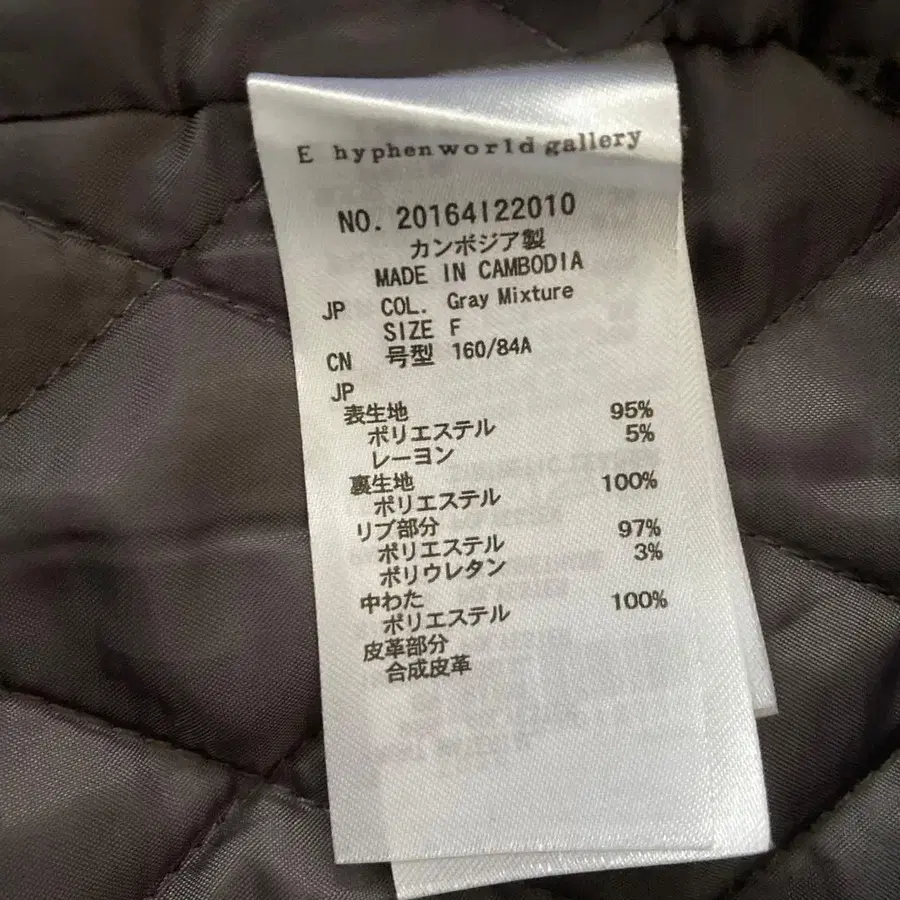 E hyphen world gallery
NO. 20164122010
カンボジア製
MADE IN CAMBODIA
JP COL. Gray Mixture
SIZE F
CN 号型 160/84A
JP
表生地
ポリエステル 95%
レーヨン 5%
裏生地
ポリエステル 100%
リブ部分
ポリエステル 97%
ポリウレタン 3%
中わた
ポリエステル 100%
皮革部分
合成皮革